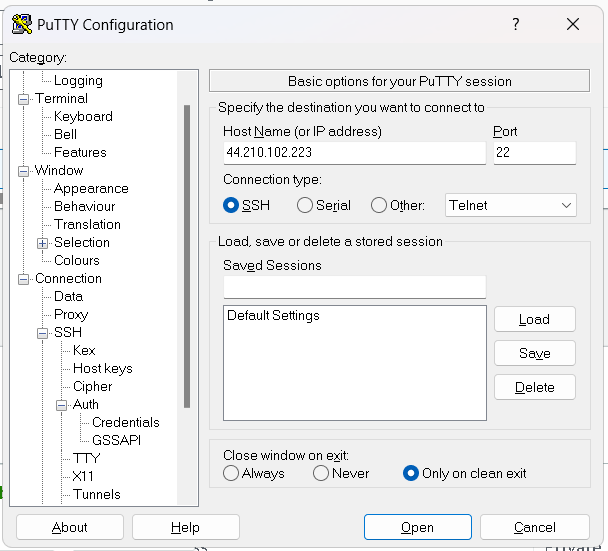 PuTTY Configuration
?
Category:
Logging
Terminal
Keyboard
Bell
Features
Window
Appearance
Behaviour
Translation
Selection
Colours
Connection
Data
Proxy
SSH
Kex
Host keys
Cipher
Auth
Credentials
GSSAPI
TTY
X11
Tunnels
Basic options for your PuTTY session
Specify the destination you want to connect to
Host Name (or IP address)
Port
44.210.102.223
22
Connection type:
SSH
Serial
Other:
Telnet
Load, save or delete a stored session
Saved Sessions
Default Settings
Load
Save
Delete
Close window on exit:
Always
Never
Only on clean exit
About
Help
Open
Cancel